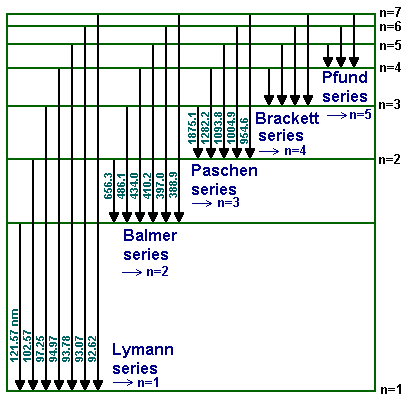 n=7
n=6
n=5
n=4
n=3
n=2
n=1
Pfund
series
n=5
Brackett
series
n=4
1875.1
1282.2
1093.8
1004.9
954.6
Paschen
series
n=3
656.3
486.1
434.0
410.2
397.0
388.9
Balmer
series
n=2
121.57 nm
102.57
97.25
94.97
93.78
93.07
92.62
Lymann
series
n=1